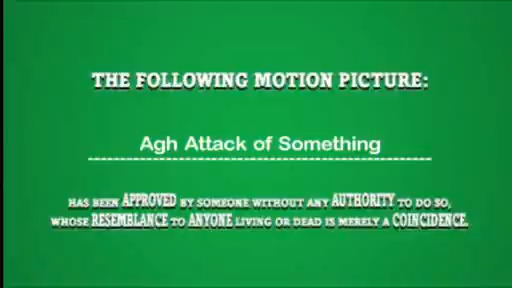 THE FOLLOWING MOTION PICTURE:
Agh Attack of Something
HAS BEEN APPROVED BY SOMEONE WITHOUT ANY AUTHORITY TO DO SO,
WHOSE RESEMBLANCE TO ANYONE LIVING OR DEAD IS MERELY A COINCIDENCE.